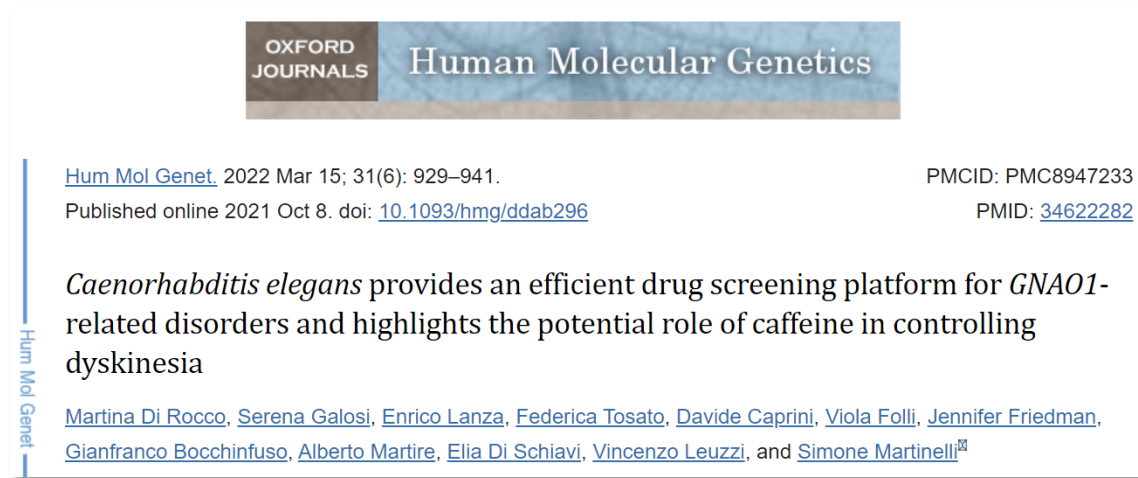 OXFORD
JOURNALS
Human Molecular Genetics
Hum Mol Genet. 2022 Mar 15; 31(6): 929–941.
PMCID: PMC8947233
Published online 2021 Oct 8. doi: 10.1093/hmg/ddab296
PMID: 34622282
Caenorhabditis elegans provides an efficient drug screening platform for GNAO1-
related disorders and highlights the potential role of caffeine in controlling
dyskinesia
Martina Di Rocco, Serena Galosi, Enrico Lanza, Federica Tosato, Davide Caprini, Viola Folli, Jennifer Friedman,
Gianfranco Bocchinfuso, Alberto Martire, Elia Di Schiavi, Vincenzo Leuzzi, and Simone Martinelli
Hum Mol Genet